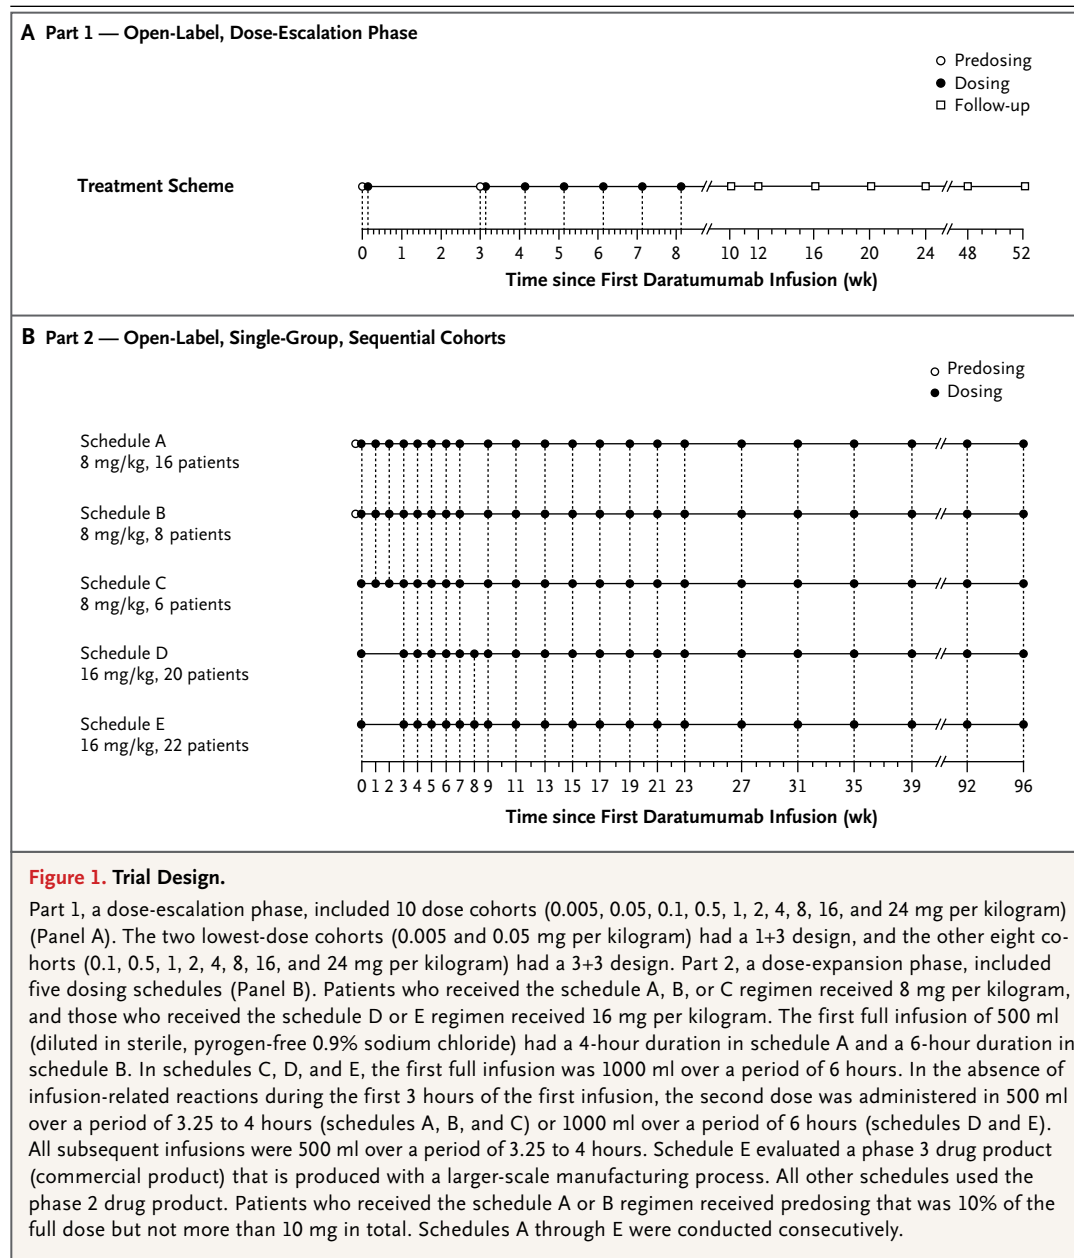 A Part 1 — Open-Label, Dose-Escalation Phase
Predosing
Dosing
Follow-up
Treatment Scheme
0 1 2 3 4 5 6 7 8 10 12 16 20 24 48 52
Time since First Daratumumab Infusion (wk)
B Part 2 — Open-Label, Single-Group, Sequential Cohorts
Predosing
Dosing
Schedule A
8 mg/kg, 16 patients
Schedule B
8 mg/kg, 8 patients
Schedule C
8 mg/kg, 6 patients
Schedule D
16 mg/kg, 20 patients
Schedule E
16 mg/kg, 22 patients
0 1 2 3 4 5 6 7 8 9 11 13 15 17 19 21 23 27 31 35 39 92 96
Time since First Daratumumab Infusion (wk)
Figure 1. Trial Design.
Part 1, a dose-escalation phase, included 10 dose cohorts (0.005, 0.05, 0.1, 0.5, 1, 2, 4, 8, 16, and 24 mg per kilogram)
(Panel A). The two lowest-dose cohorts (0.005 and 0.05 mg per kilogram) had a 1+3 design, and the other eight co-
horts (0.1, 0.5, 1, 2, 4, 8, 16, and 24 mg per kilogram) had a 3+3 design. Part 2, a dose-expansion phase, included
five dosing schedules (Panel B). Patients who received the schedule A, B, or C regimen received 8 mg per kilogram,
and those who received the schedule D or E regimen received 16 mg per kilogram. The first full infusion of 500 ml
(diluted in sterile, pyrogen-free 0.9% sodium chloride) had a 4-hour duration in schedule A and a 6-hour duration in
schedule B. In schedules C, D, and E, the first full infusion was 1000 ml over a period of 6 hours. In the absence of
infusion-related reactions during the first 3 hours of the first infusion, the second dose was administered in 500 ml
over a period of 3.25 to 4 hours (schedules A, B, and C) or 1000 ml over a period of 6 hours (schedules D and E).
All subsequent infusions were 500 ml over a period of 3.25 to 4 hours. Schedule E evaluated a phase 3 drug product
(commercial product) that is produced with a larger-scale manufacturing process. All other schedules used the
phase 2 drug product. Patients who received the schedule A or B regimen received predosing that was 10% of the
full dose but not more than 10 mg in total. Schedules A through E were conducted consecutively.